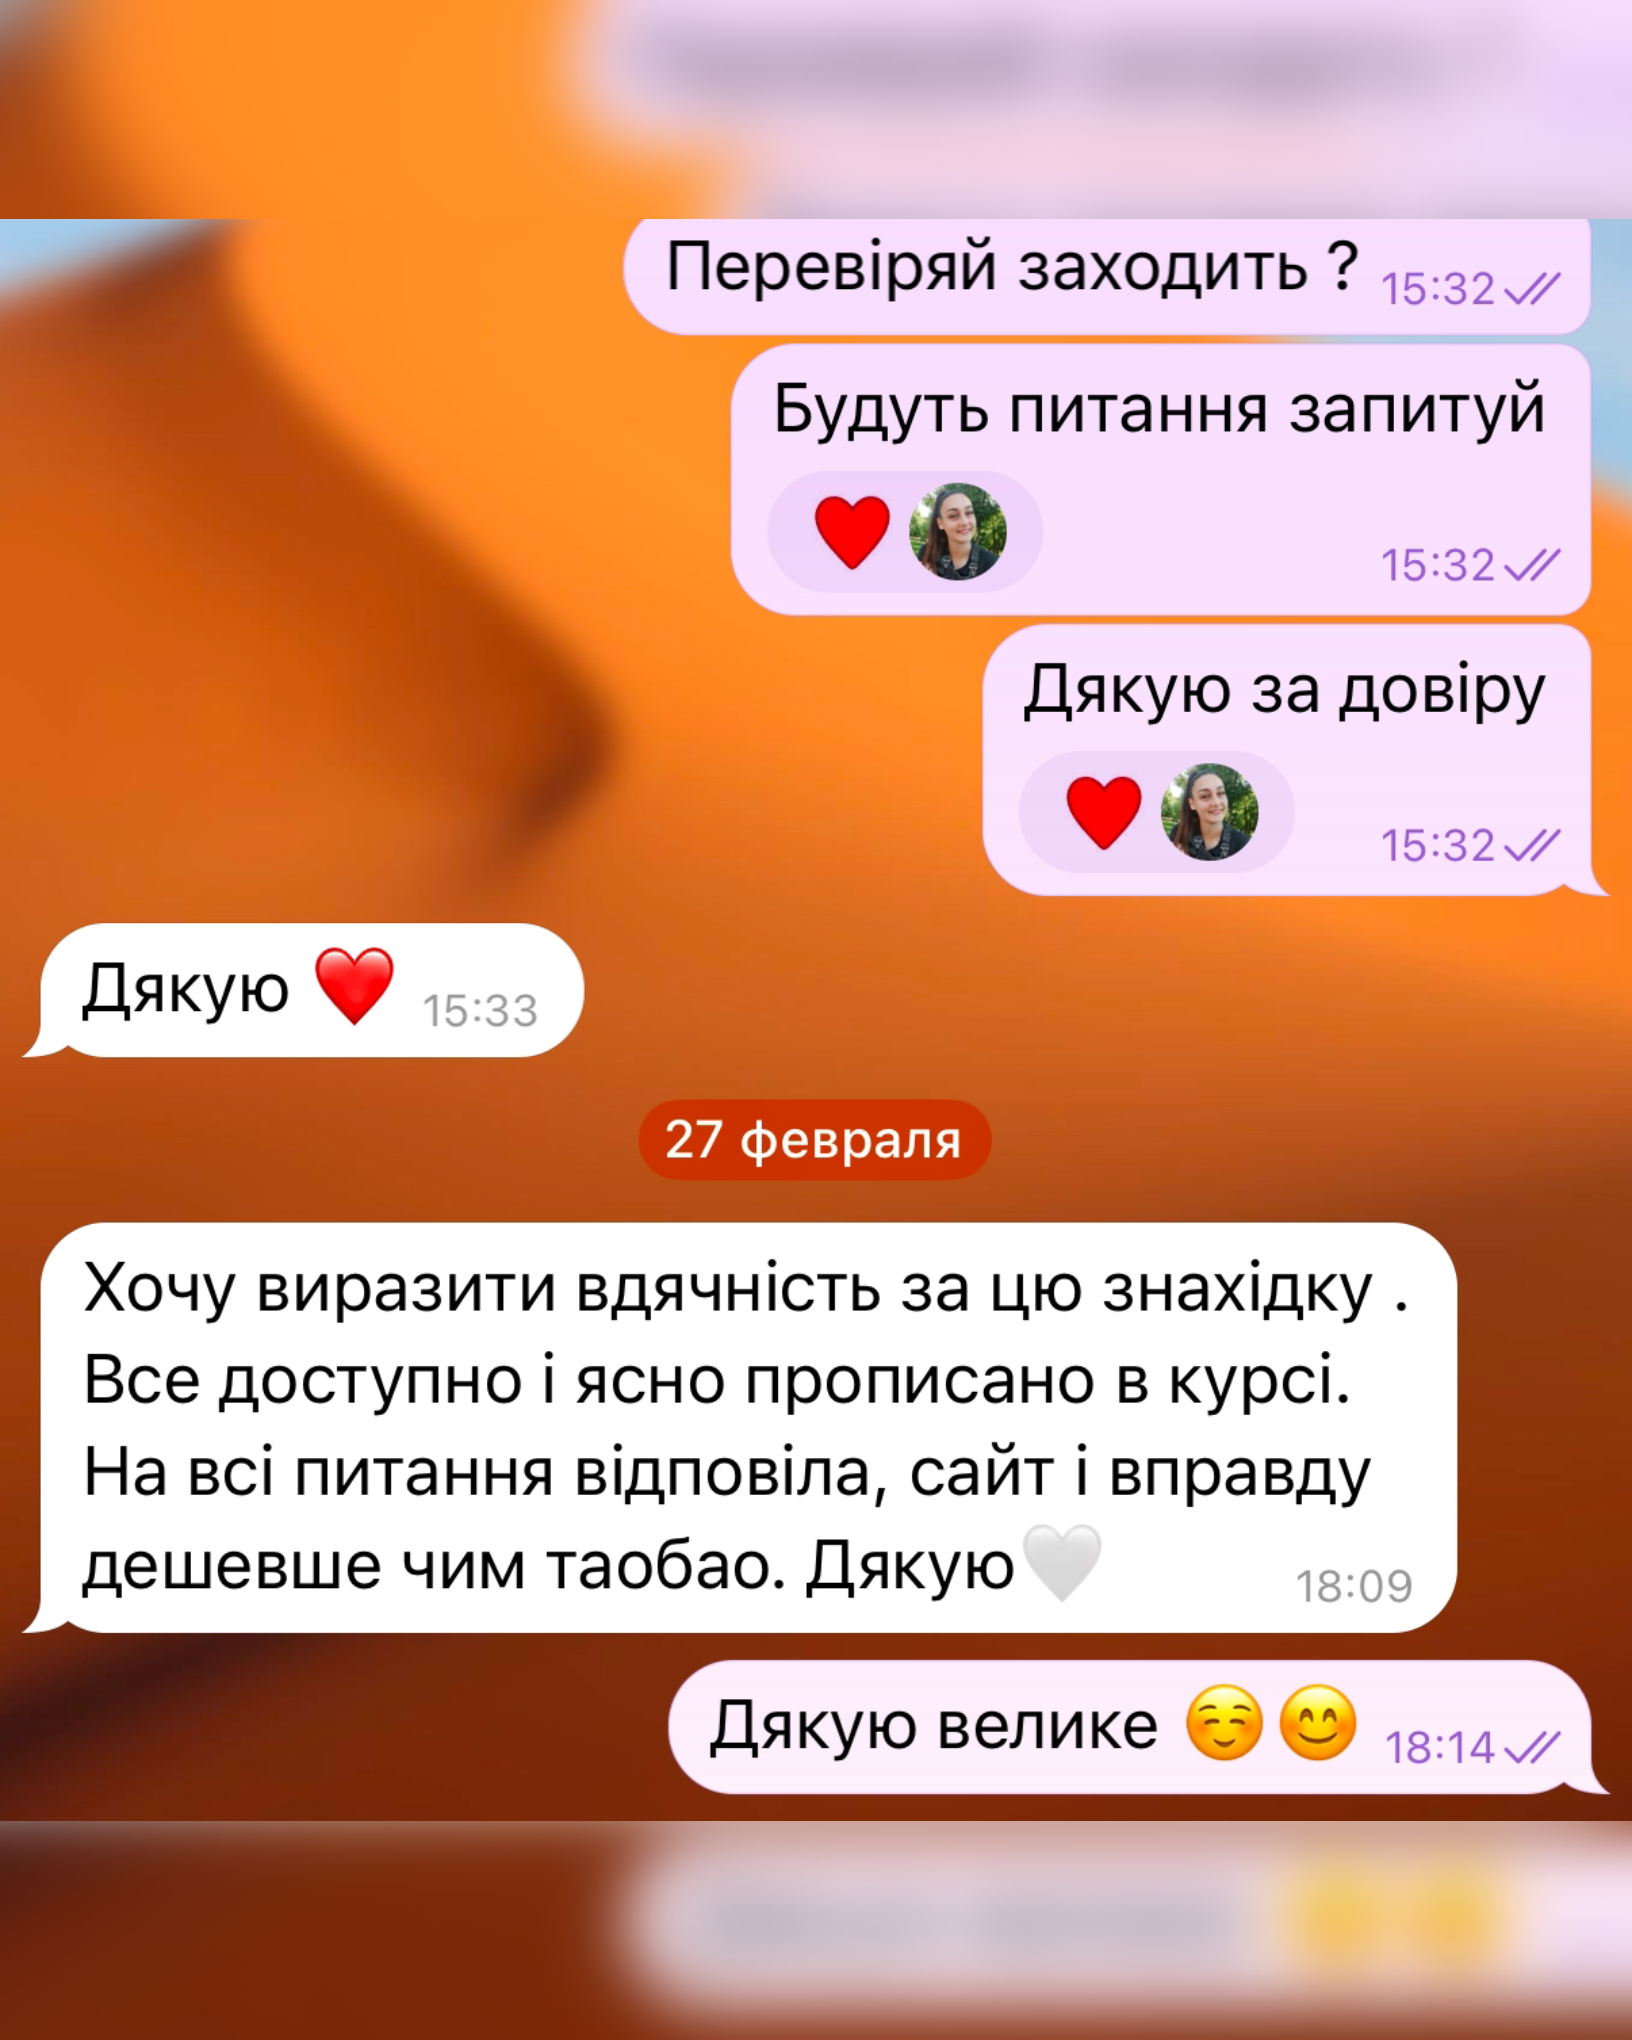 Перевіряй заходить ? 15:32
Будуть питання запитуй
15:32
Дякую за довіру
15:32
Дякую ❤️ 15:33
27 февраля
Хочу виразити вдячність за цю знахідку .
Все доступно і ясно прописано в курсі.
На всі питання відповіла, сайт і вправду
дешевше чим таобао. Дякую🤍 18:09
Дякую велике ☺️😊 18:14